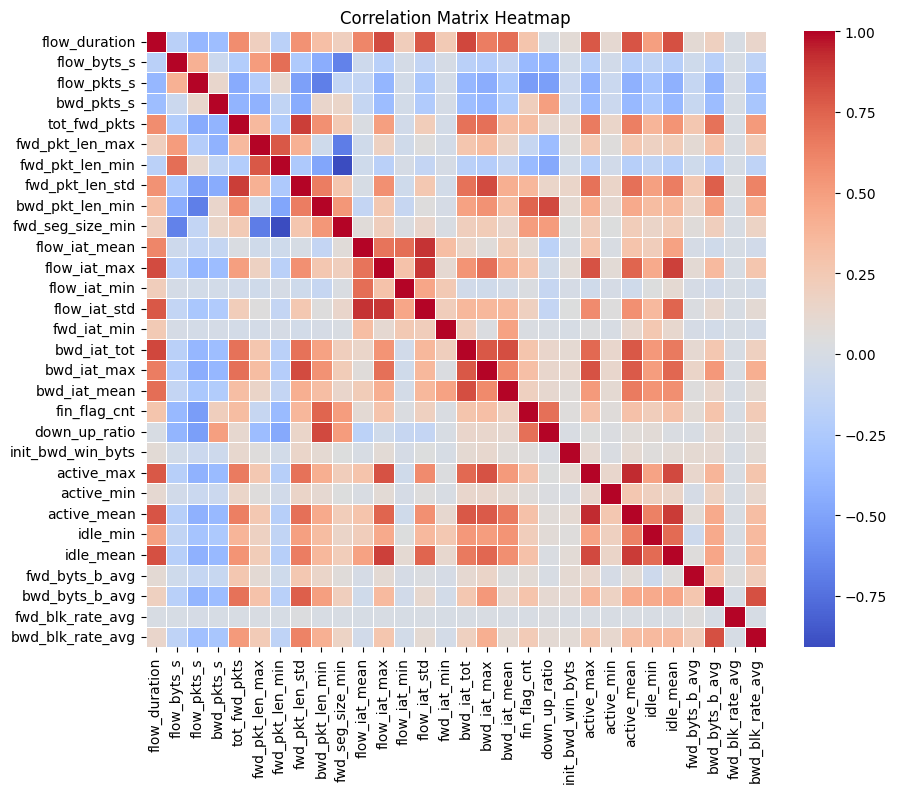 Correlation Matrix Heatmap
flow_duration
flow_byts_s
flow_pkts_s
bwd_pkts_s
tot_fwd_pkts
fwd_pkt_len_max
fwd_pkt_len_min
fwd_pkt_len_std
bwd_pkt_len_min
fwd_seg_size_min
flow_iat_mean
flow_iat_max
flow_iat_min
flow_iat_std
fwd_iat_min
bwd_iat_tot
bwd_iat_max
bwd_iat_mean
fin_flag_cnt
down_up_ratio
init_bwd_win_byts
active_max
active_min
active_mean
idle_min
idle_mean
fwd_byts_b_avg
bwd_byts_b_avg
fwd_blk_rate_avg
bwd_blk_rate_avg
flow_duration
flow_byts_s
flow_pkts_s
bwd_pkts_s
tot_fwd_pkts
fwd_pkt_len_max
fwd_pkt_len_min
fwd_pkt_len_std
bwd_pkt_len_min
fwd_seg_size_min
flow_iat_mean
flow_iat_max
flow_iat_min
flow_iat_std
fwd_iat_min
bwd_iat_tot
bwd_iat_max
bwd_iat_mean
fin_flag_cnt
down_up_ratio
init_bwd_win_byts
active_max
active_min
active_mean
idle_min
idle_mean
fwd_byts_b_avg
bwd_byts_b_avg
fwd_blk_rate_avg
bwd_blk_rate_avg
1.00
0.75
0.50
0.25
0.00
−0.25
−0.50
−0.75